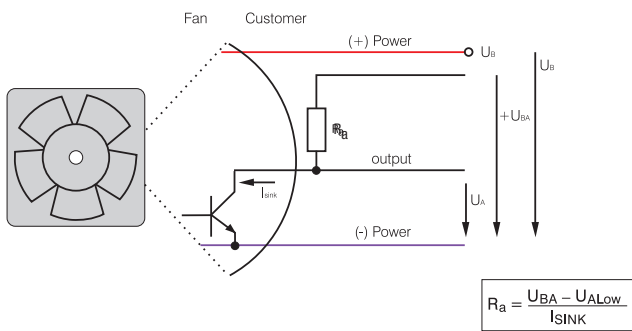 Fan Customer
(+) Power
UB
UB
+UBA
Ra
output
Isink
UA
(-) Power
Ra = UBA – UALow
ISINK